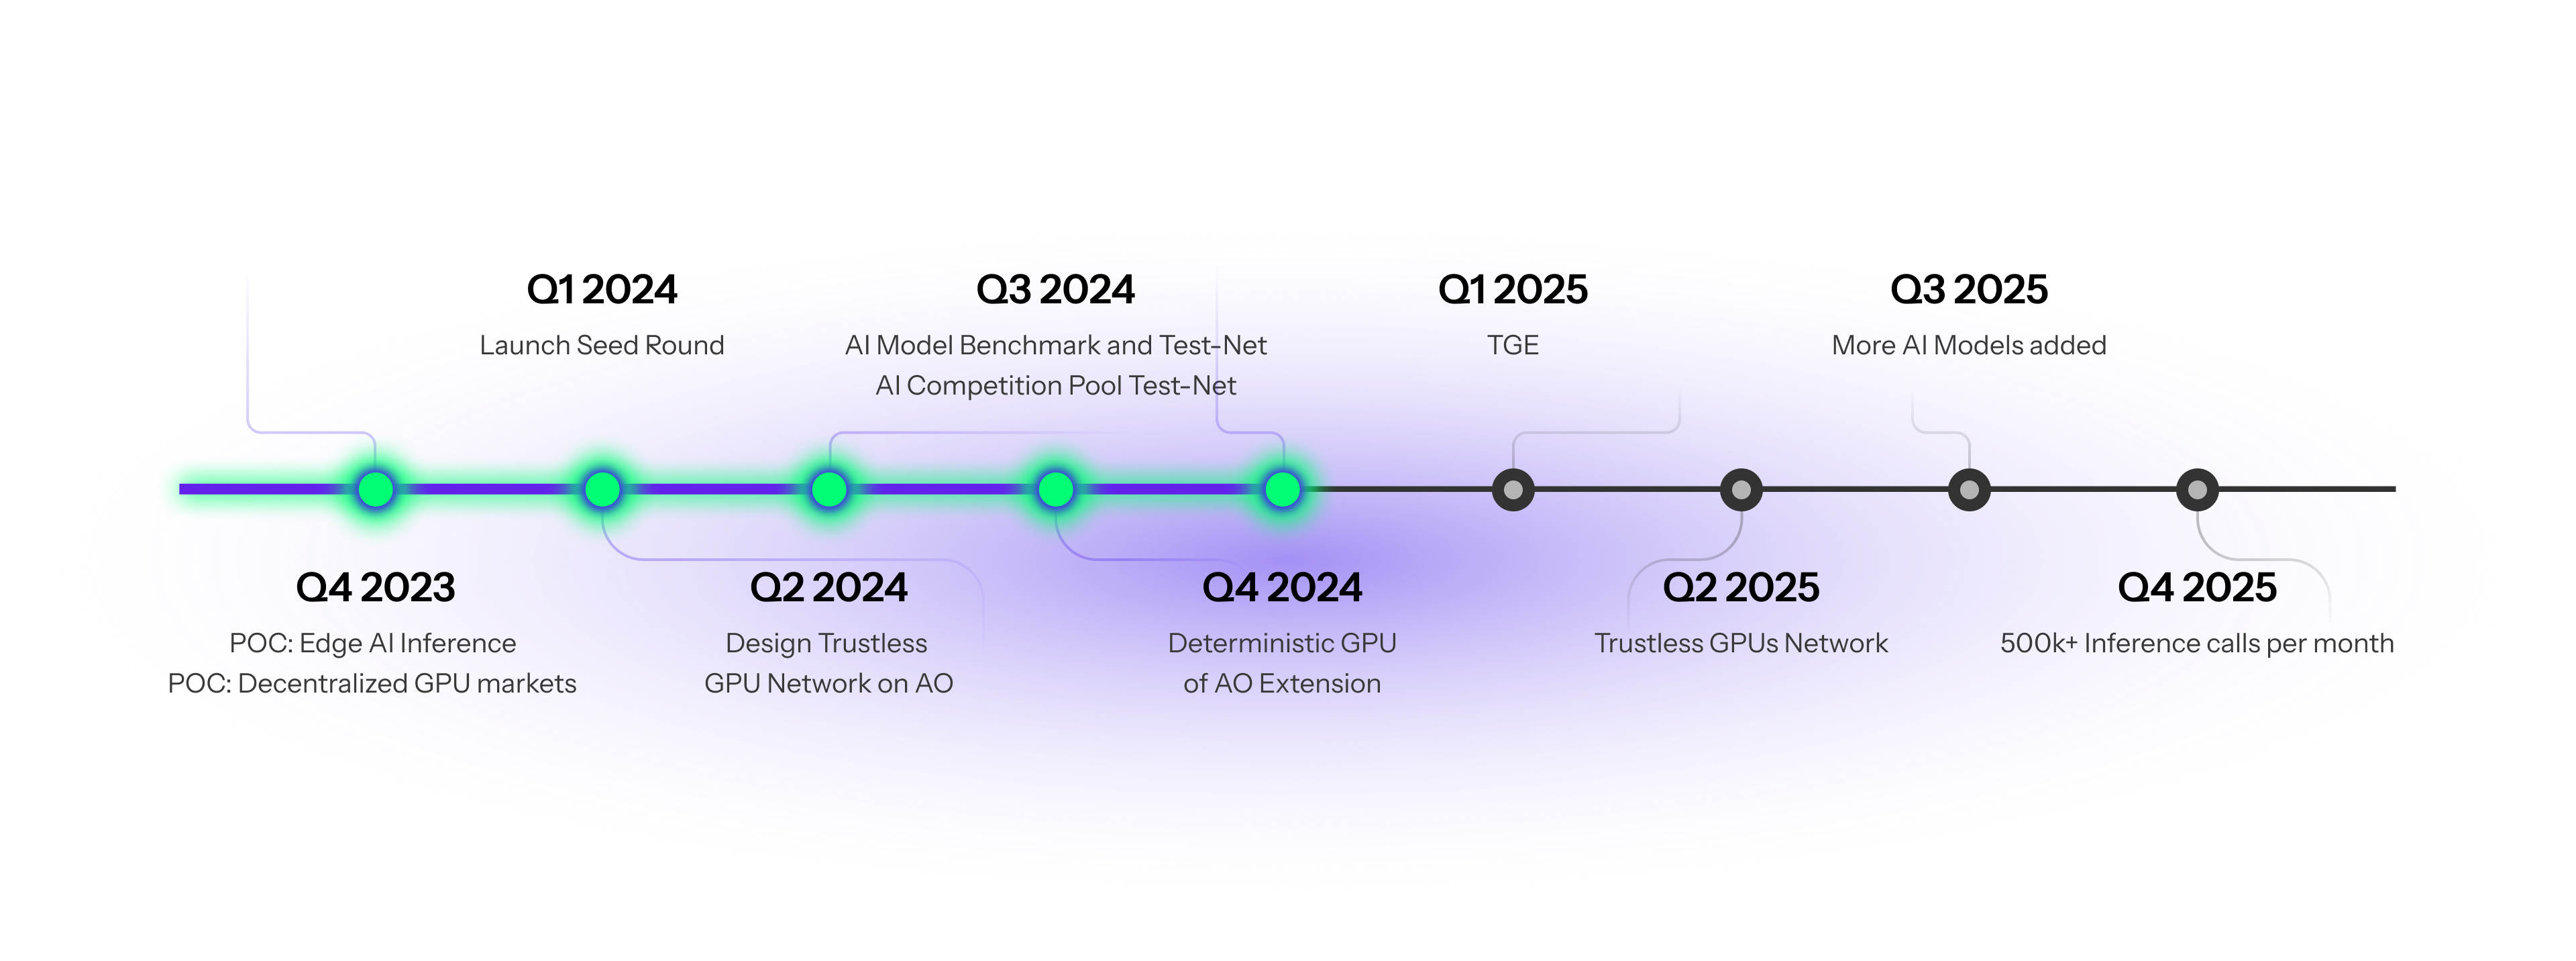 Q1 2024
Launch Seed Round
Q3 2024
AI Model Benchmark and Test-Net
AI Competition Pool Test-Net
Q1 2025
TGE
Q3 2025
More AI Models added
Q4 2023
POC: Edge AI Inference
POC: Decentralized GPU markets
Q2 2024
Design Trustless
GPU Network on AO
Q4 2024
Deterministic GPU
of AO Extension
Q2 2025
Trustless GPUs Network
Q4 2025
500k+ Inference calls per month